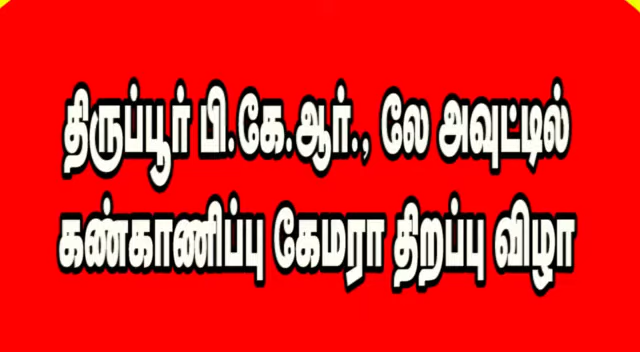 திருப்பூர் பி.கே.ஆர்., லே அவுட்டில்
கண்காணிப்பு கேமரா திறப்பு விழா